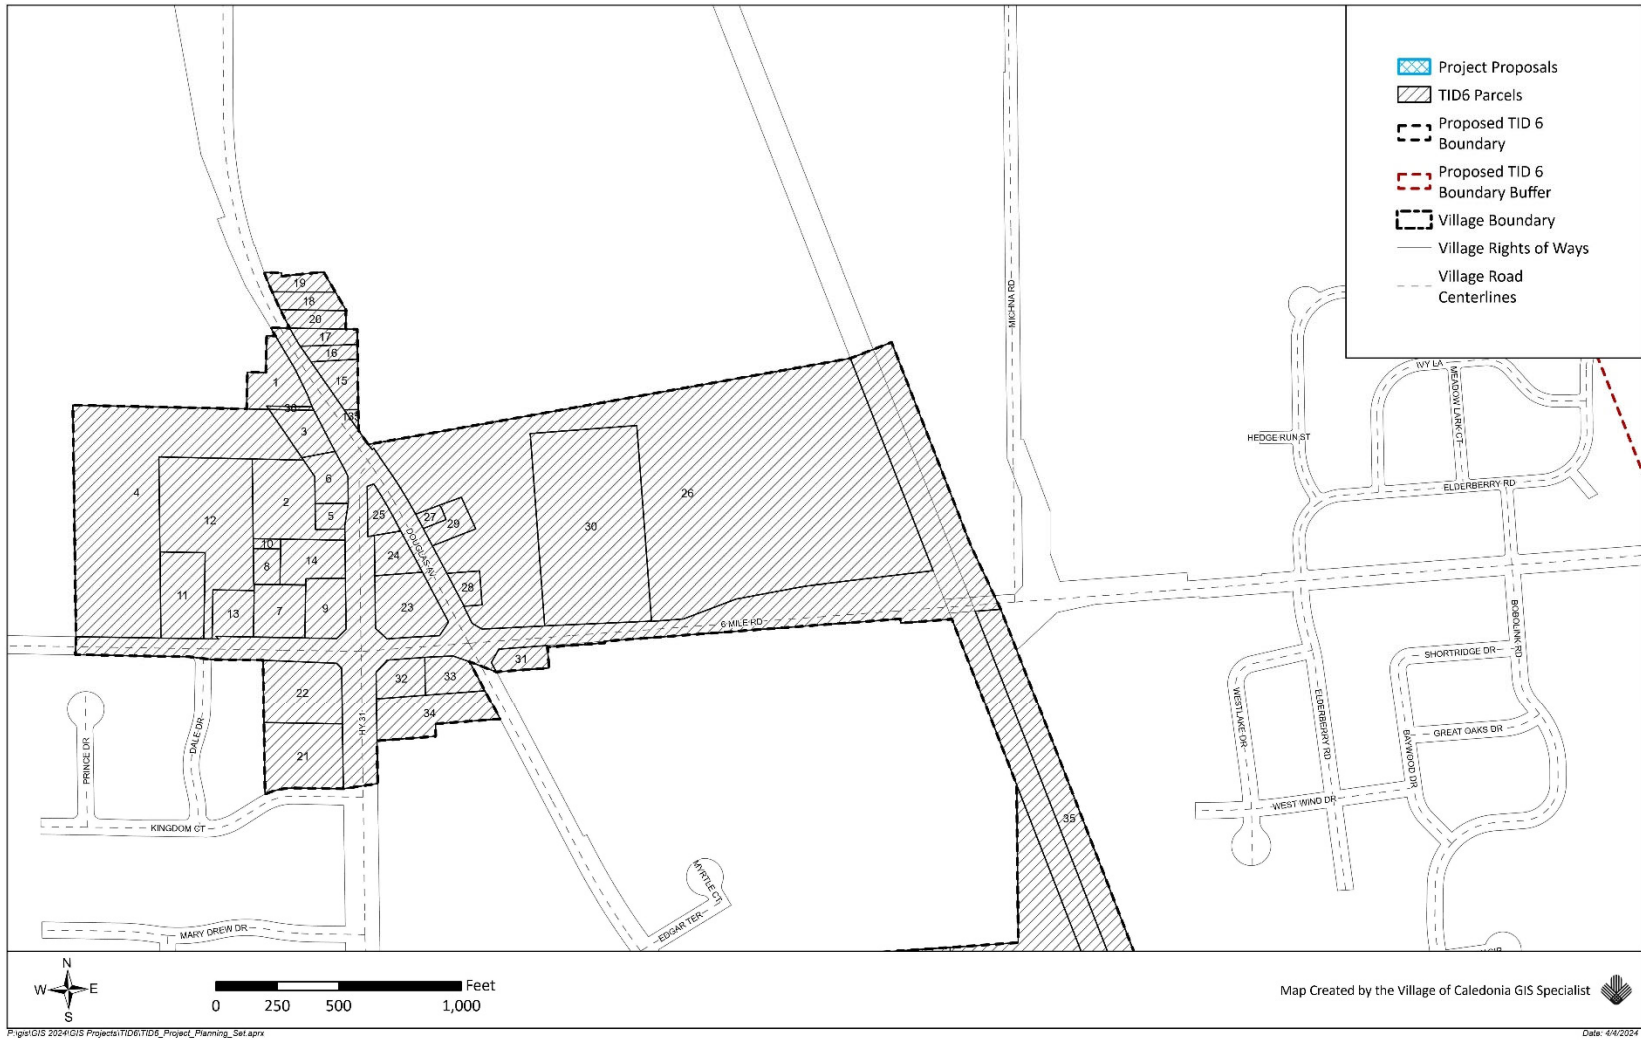 Project Proposals
TID6 Parcels
Proposed TID 6
Boundary
Proposed TID 6
Boundary Buffer
Village Boundary
Village Rights of Ways
Village Road
Centerlines
19
18
20
17
16
15
1
3
MICHNA RD
IVY LA
MEADOW LARK CT
HEDGE RUN ST
ELDERBERRY RD
4
12
2
6
5
25
27
29
26
30
10
8
14
24
DOUGLAS AV
28
11
13
7
9
23
6 MILE RD
31
22
32
33
34
21
HY 31
35
PRINCE DR
DALE DR
KINGDOM CT
MARY DREW DR
MYRTLE CT
EDGAR TER
BOBOLINK RD
SHORTRIDGE DR
WESTLAKE DR
ELDERBERRY RD
BAYWOOD DR
GREAT OAKS DR
WEST WIND DR
N
W E
S
Feet
0 250 500 1,000
Map Created by the Village of Caledonia GIS Specialist
P:\gis\GIS 2024\GIS Projects\TID6\TID6_Project_Planning_Set.aprx
Date: 4/4/2024